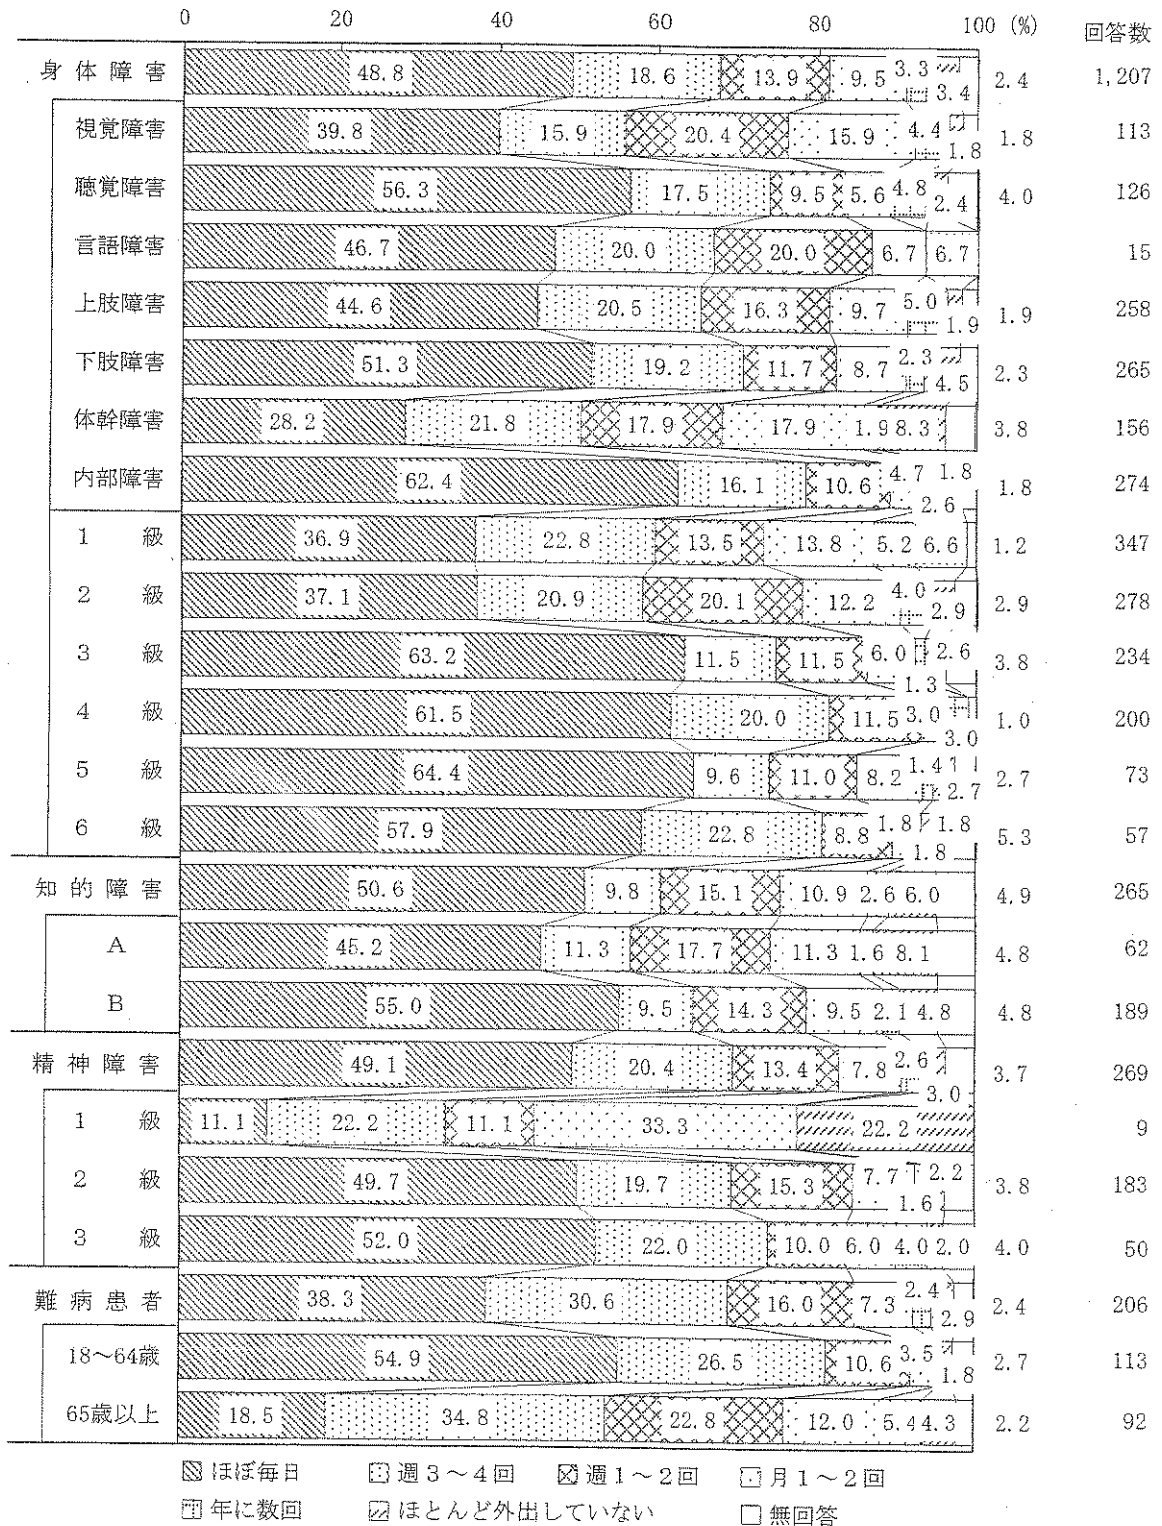 0 20 40 60 80 100 (%) 回答数
身体障害 48.8 18.6 13.9 9.5 3.3 3.4 2.4 1,207
視覚障害 39.8 15.9 20.4 15.9 4.4 1.8 1.8 113
聴覚障害 56.3 17.5 9.5 5.6 4.8 2.4 4.0 126
言語障害 46.7 20.0 20.0 6.7 6.7 15
上肢障害 44.6 20.5 16.3 9.7 5.0 1.9 1.9 258
下肢障害 51.3 19.2 11.7 8.7 2.3 4.5 2.3 265
体幹障害 28.2 21.8 17.9 17.9 1.9 8.3 3.8 156
内部障害 62.4 16.1 10.6 4.7 2.6 1.8 1.8 274
1級 36.9 22.8 13.5 13.8 5.2 6.6 1.2 347
2級 37.1 20.9 20.1 12.2 4.0 2.9 2.9 278
3級 63.2 11.5 11.5 6.0 1.3 2.6 3.8 234
4級 61.5 20.0 11.5 3.0 3.0 1.0 200
5級 64.4 9.6 11.0 8.2 1.4 2.7 2.7 73
6級 57.9 22.8 8.8 1.8 1.8 1.8 5.3 57
知的障害 50.6 9.8 15.1 10.9 2.6 6.0 4.9 265
A 45.2 11.3 17.7 11.3 1.6 8.1 4.8 62
B 55.0 9.5 14.3 9.5 2.1 4.8 4.8 189
精神障害 49.1 20.4 13.4 7.8 2.6 3.0 3.7 269
1級 11.1 22.2 11.1 33.3 22.2 9
2級 49.7 19.7 15.3 7.7 1.6 2.2 3.8 183
3級 52.0 22.0 10.0 6.0 4.0 2.0 4.0 50
難病患者 38.3 30.6 16.0 7.3 2.4 2.9 2.4 206
18～64歳 54.9 26.5 10.6 3.5 1.8 2.7 113
65歳以上 18.5 34.8 22.8 12.0 5.4 4.3 2.2 92
ほぼ毎日 週3～4回 週1～2回 月1～2回
年に数回 ほとんど外出していない 無回答